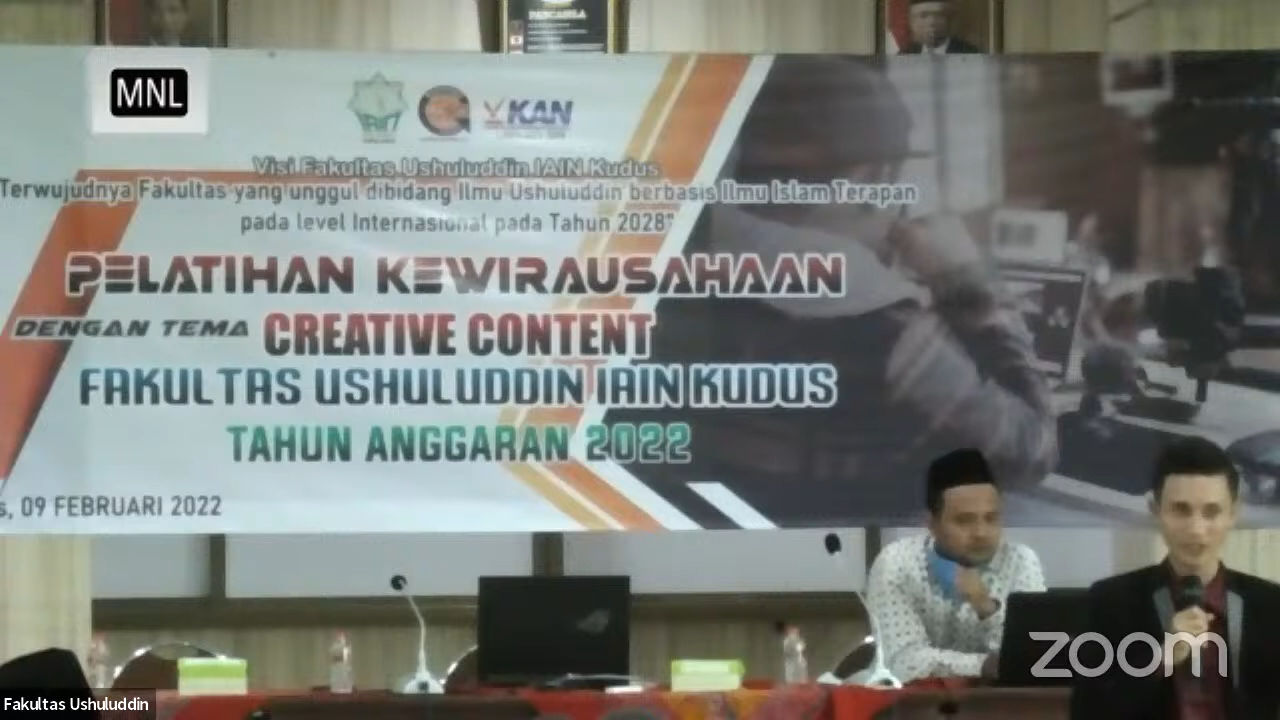 PANCASILA
MNL
IAIN
KAN
Visi Fakultas Ushuluddin IAIN Kudus
Terwujudnya Fakultas yang unggul dibidang Ilmu Ushuluddin berbasis Ilmu Islam Terapan
pada level Internasional pada Tahun 2028"
PELATIHAN KEWIRAUSAHAAN
DENGAN TEMA CREATIVE CONTENT
FAKULTAS USHULUDDIN IAIN KUDUS
TAHUN ANGGARAN 2022
s, 09 FEBRUARI 2022
zoom
Fakultas Ushuluddin